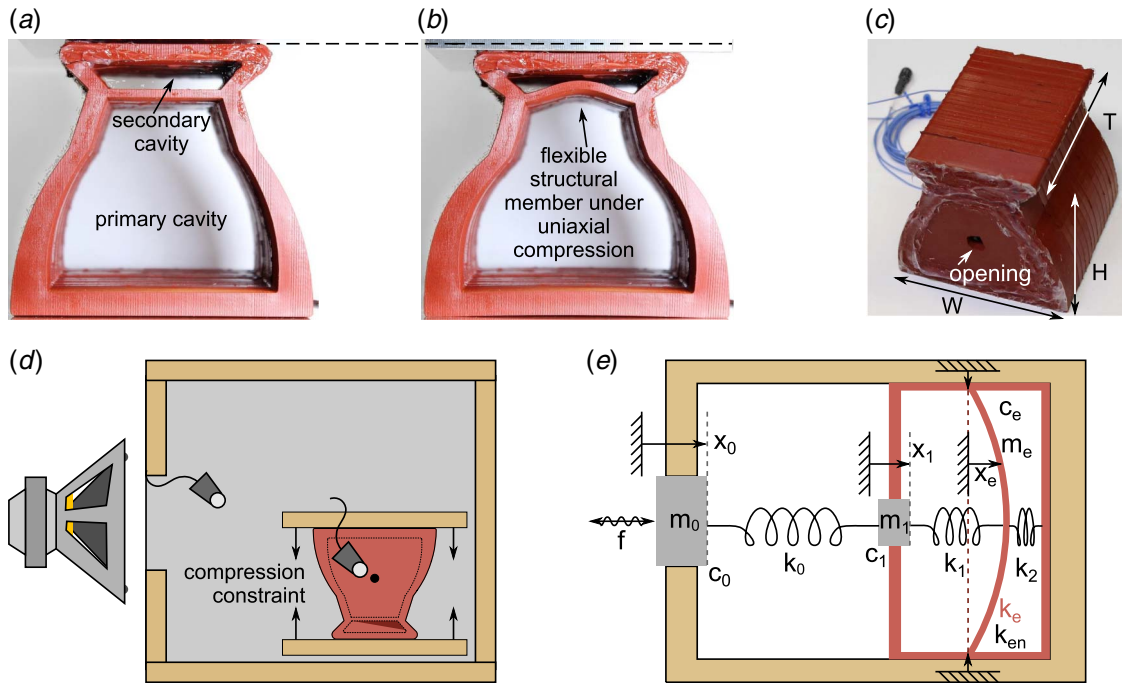 (a)
secondary
cavity
primary cavity
(b)
flexible
structural
member under
uniaxial
compression
(c)
T
opening
H
W
(d)
compression
constraint
(e)
x0
x1
ce
me
xe
m0
m1
f
c0
k0
c1
k1
k2
ke
ken